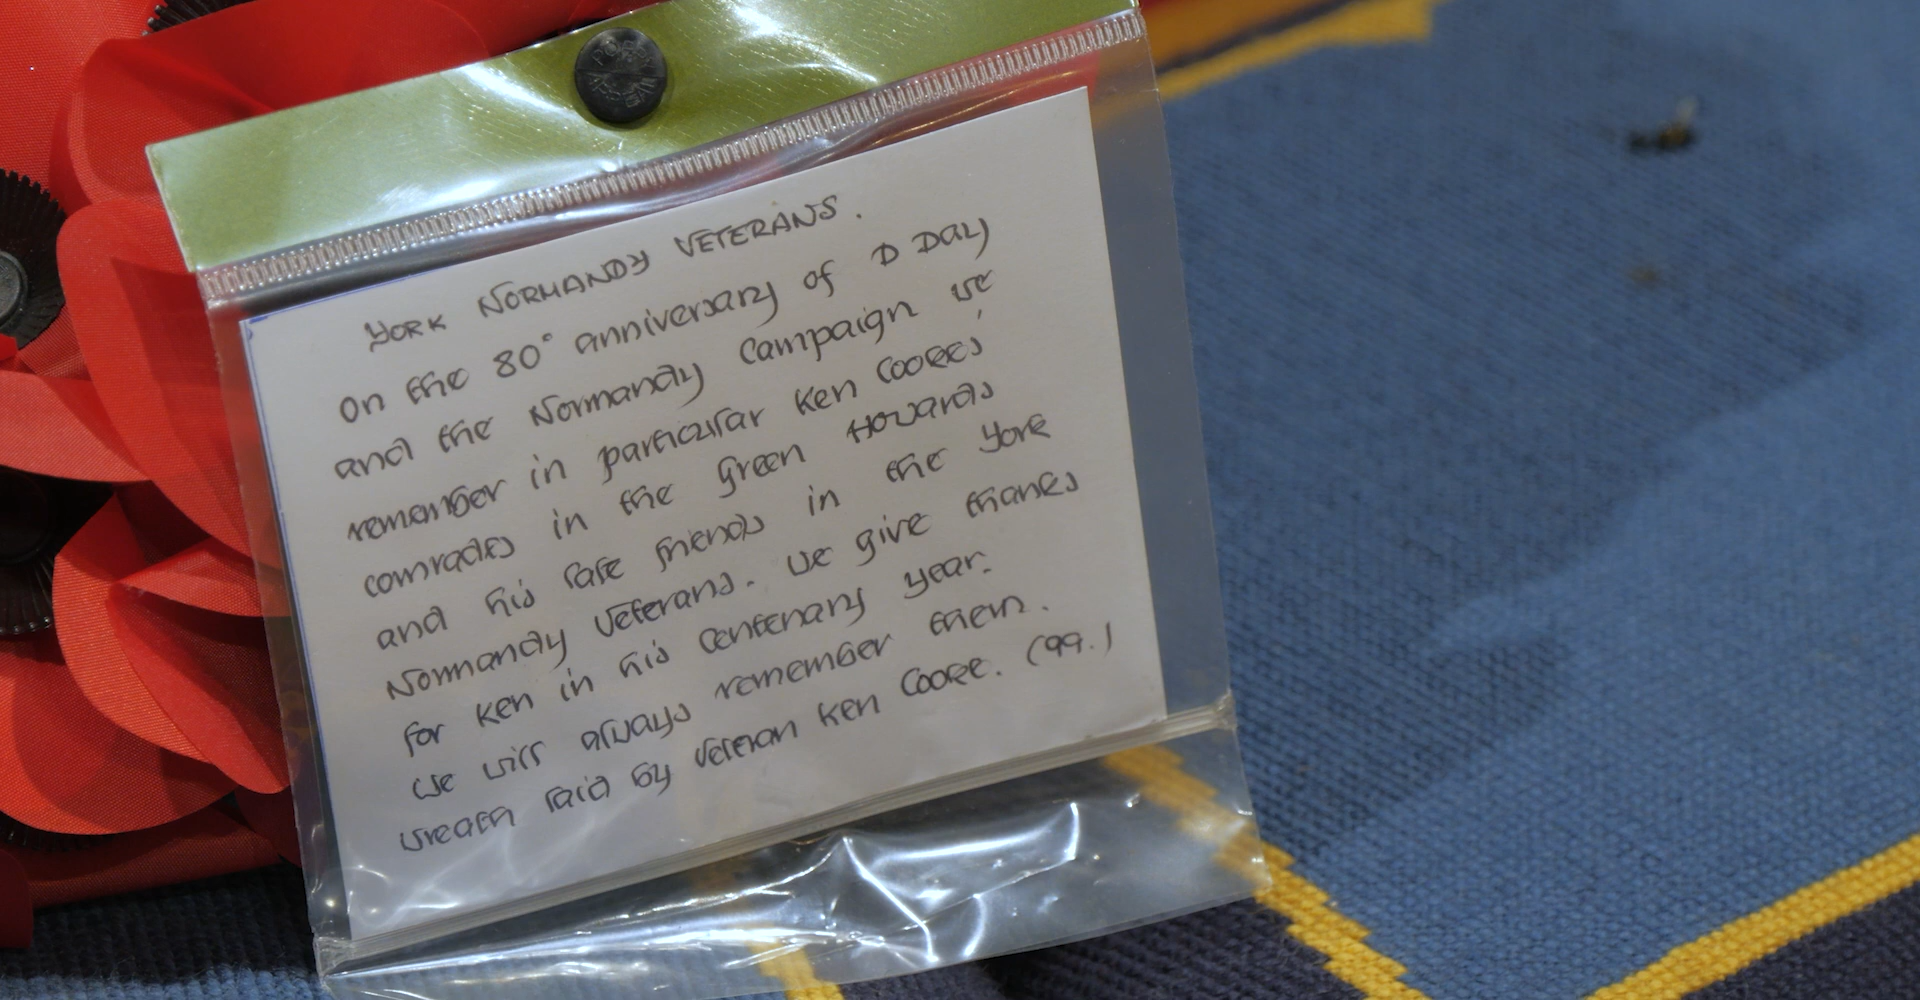 POPPY APPEAL
YORK NORMANDY VETERANS.
On the 80° anniversary of D Day
and the Normandy Campaign we
remember in particular Ken Cooke's
comrades in the Green Howards
and his late friends in the York
Normandy Veterans. We give thanks
for Ken in his centenary year.
We will always remember them.
Wreath laid by Veteran Ken Cooke. (99.)